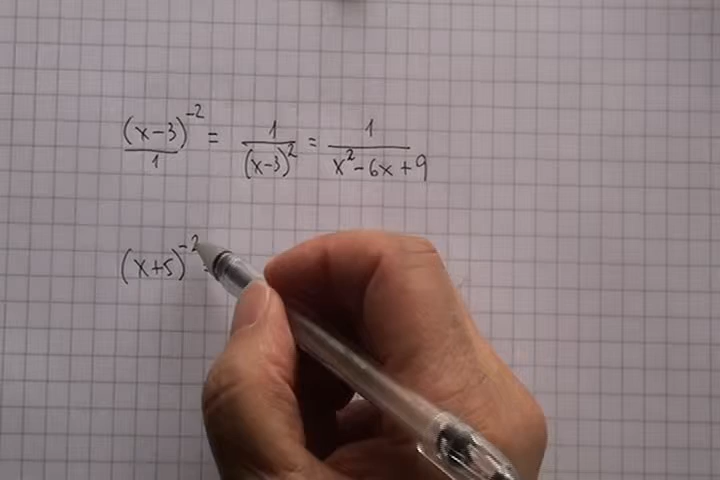 (x-3)^-2/1 = 1/(x-3)^2 = 1/x^2-6x+9
(x+5)^-2 =